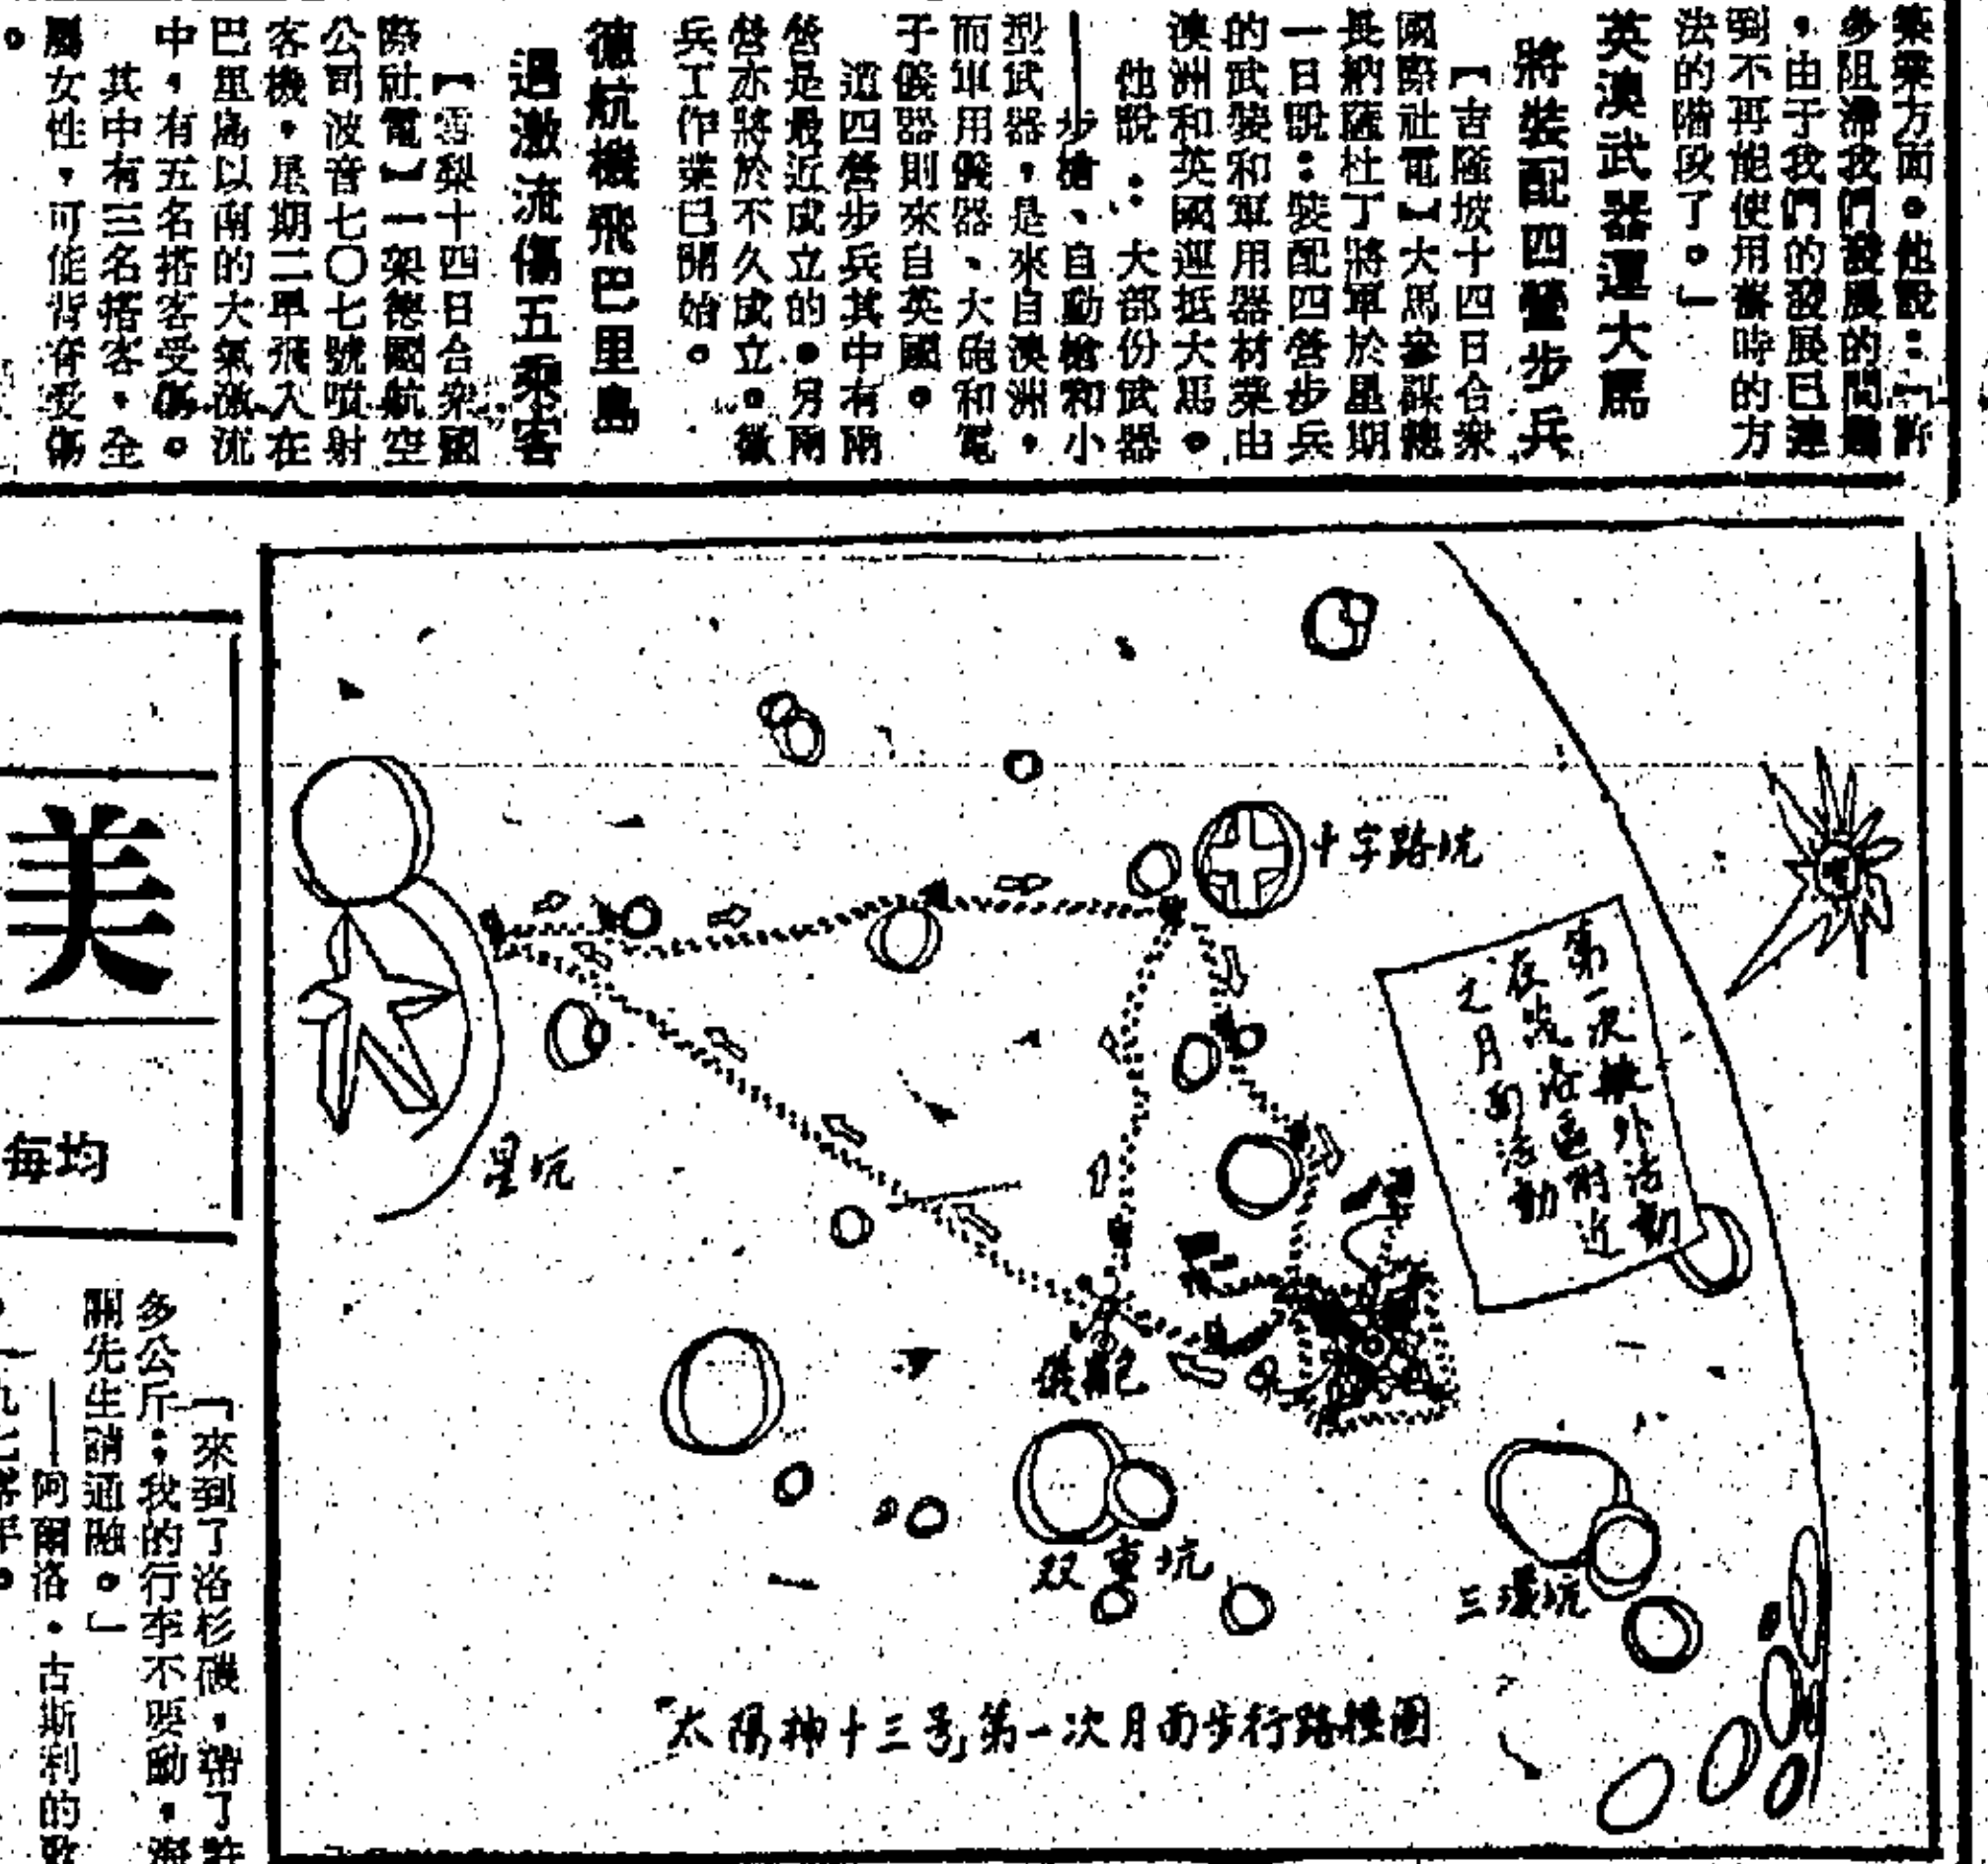 業業方面。他說：「許
多阻滯我們發展的問題
，由于我們的發展已達
到不再能使用舊時的方
法的階段了。」
英澳武器運大馬
將裝配四營步兵
【吉隆坡十四日合衆
國際社電】大馬參謀總
長納薩杜丁將軍於星期
一日說：裝配四營步兵
的武裝和軍用器材業由
澳洲和英國運抵大馬。
他說：大部份武器
——步槍、自動槍和小
型武器，是來自澳洲，
而軍用儀器、大砲和電
子儀器則來自英國。
這四營步兵其中有兩
營是最近成立的。另兩
營亦將於不久成立。徵
兵工作業已開始。
德航機飛巴里島
遇激流傷五乘客
【雪梨十四日合衆國
際社電】一架德國航空
公司波音七〇七號噴射
客機，星期二早飛入在
巴里島以南的大氣激流
中，有五名搭客受傷。
其中有三名搭客，全
屬女性，可能背脊受傷
。
十字路坑
第一次艙外活動
在登陸區附近
之月面活動
星坑
儀器
双重坑
三環坑
「太陽神十三号」第一次月面步行路線圖
美
每均
「來到了洛杉磯，帶了許
多公斤：我的行李不要動，海
關先生請通融。」
——阿爾洛·古斯利的